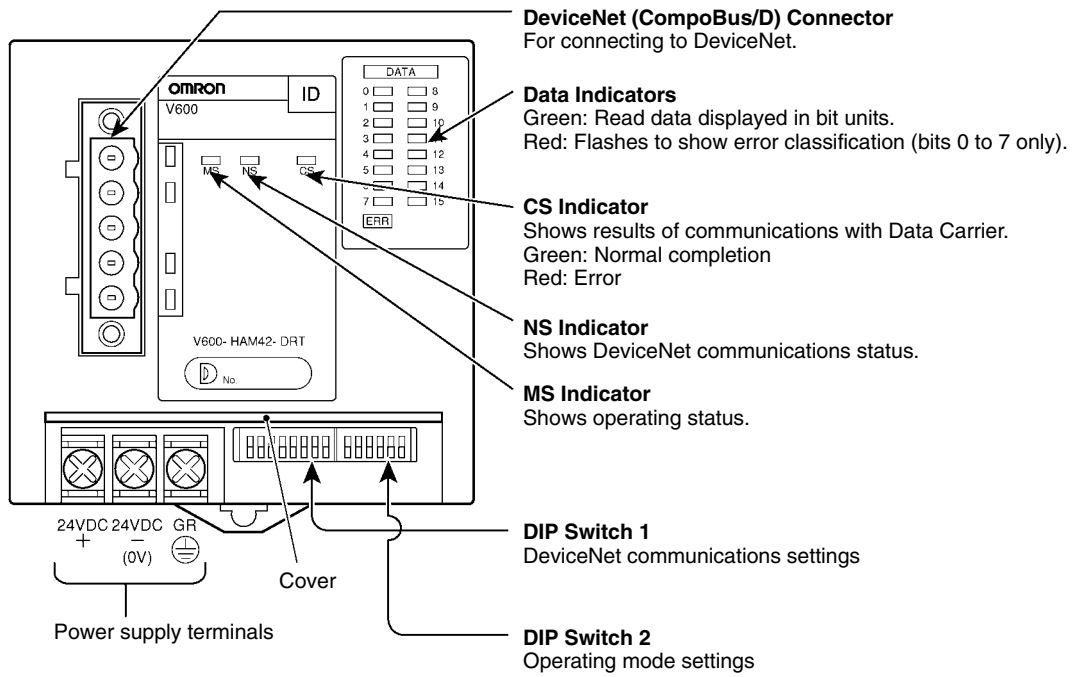 DeviceNet (CompoBus/D) Connector
For connecting to DeviceNet.
Data Indicators
Green: Read data displayed in bit units.
Red: Flashes to show error classification (bits 0 to 7 only).
CS Indicator
Shows results of communications with Data Carrier.
Green: Normal completion
Red: Error
NS Indicator
Shows DeviceNet communications status.
MS Indicator
Shows operating status.
DIP Switch 1
DeviceNet communications settings
DIP Switch 2
Operating mode settings
OMRON
ID
V600
MS NS CS
DATA
0 8
1 9
2 10
3
4 12
5 13
14
7 15
ERR
V600- HAM42- DRT
D No.
24VDC 24VDC GR
+ −
(0V)
Cover
Power supply terminals